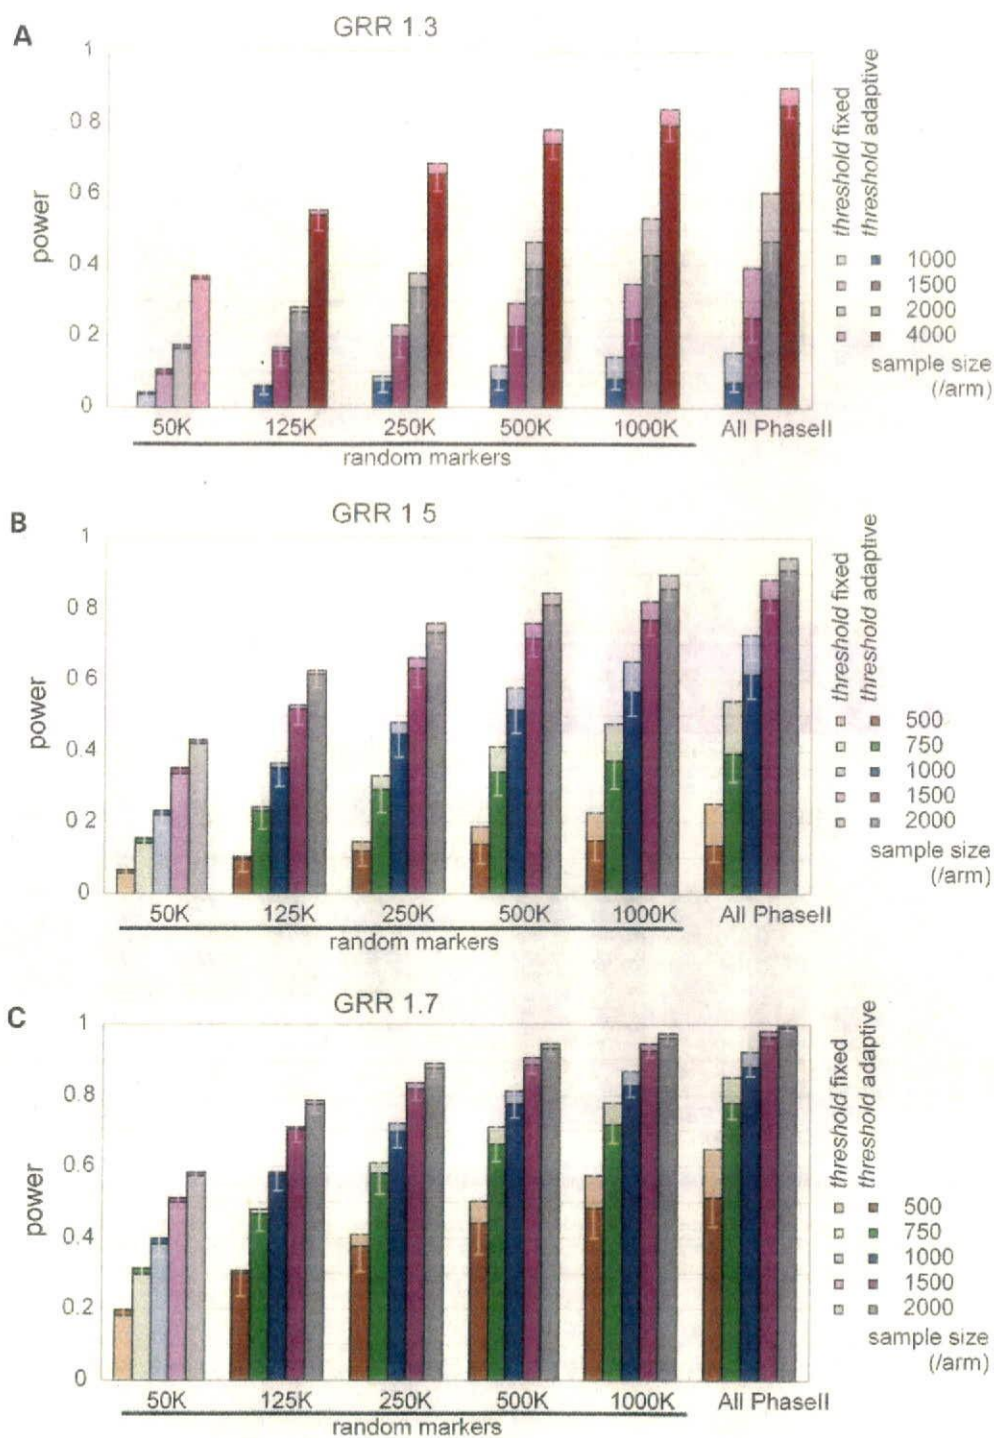 A
GRR 1.3
1
0 8
0 6
0 4
0 2
0
power
50K 125K 250K 500K 1000K All PhaseII
random markers
threshold fixed
threshold adaptive
1000
1500
2000
4000
sample size
(/arm)
B
GRR 1 5
1
0 8
0 6
0 4
0 2
0
power
50K 125K 250K 500K 1000K All PhaseII
random markers
threshold fixed
threshold adaptive
500
750
1000
1500
2000
sample size
(/arm)
C
GRR 1.7
1
0.8
0.6
0.4
0.2
0
power
50K 125K 250K 500K 1000K All PhaseII
random markers
threshold fixed
threshold adaptive
500
750
1000
1500
2000
sample size
(/arm)